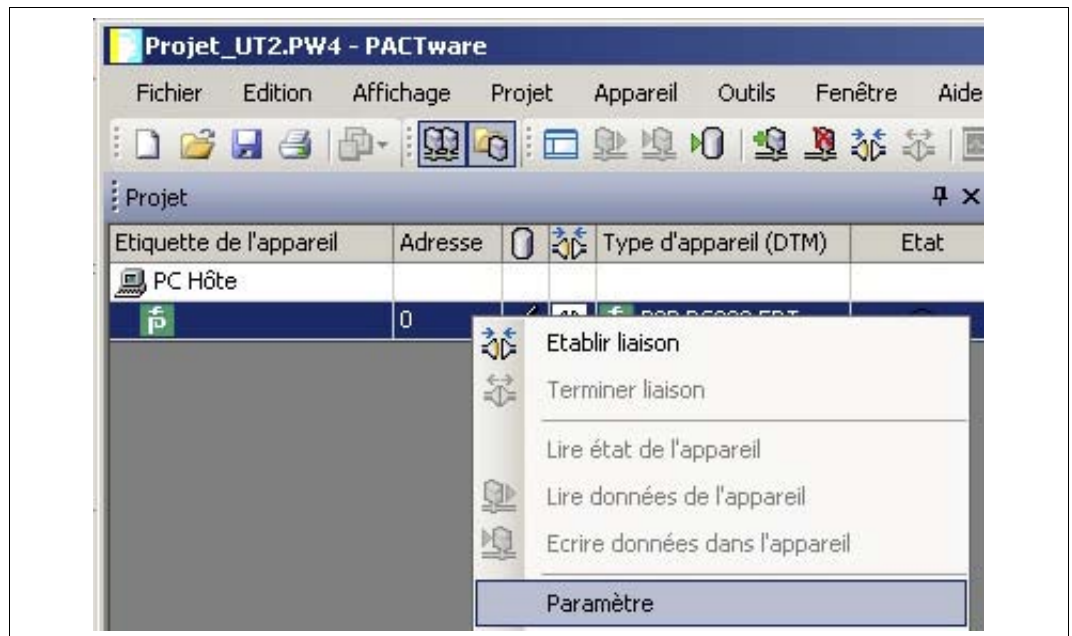 Projet_UT2.PW4 - PACTware
Fichier Edition Affichage Projet Appareil Outils Fenêtre Aide
Projet
Etiquette de l'appareil Adresse Type d'appareil (DTM) Etat
PC Hôte
0
Etablir liaison
Terminer liaison
Lire état de l'appareil
Lire données de l'appareil
Ecrire données dans l'appareil
Paramètre